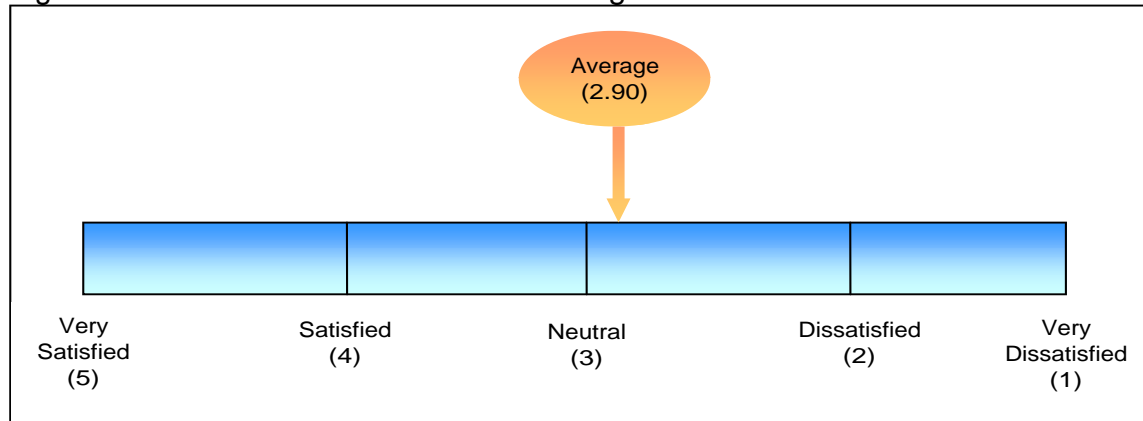 Average
(2.90)
Very
Satisfied
(5)
Satisfied
(4)
Neutral
(3)
Dissatisfied
(2)
Very
Dissatisfied
(1)